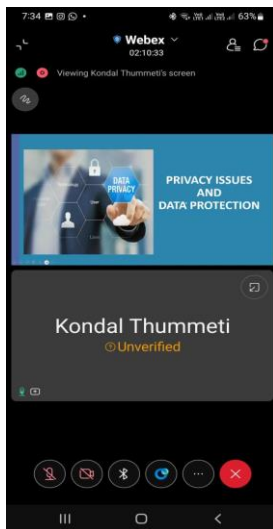 7:34
63%
Webex
02:10:33
Viewing Kondal Thummeti's screen
DATA
PRIVACY
PRIVACY ISSUES
AND
DATA PROTECTION
Kondal Thummeti
Unverified